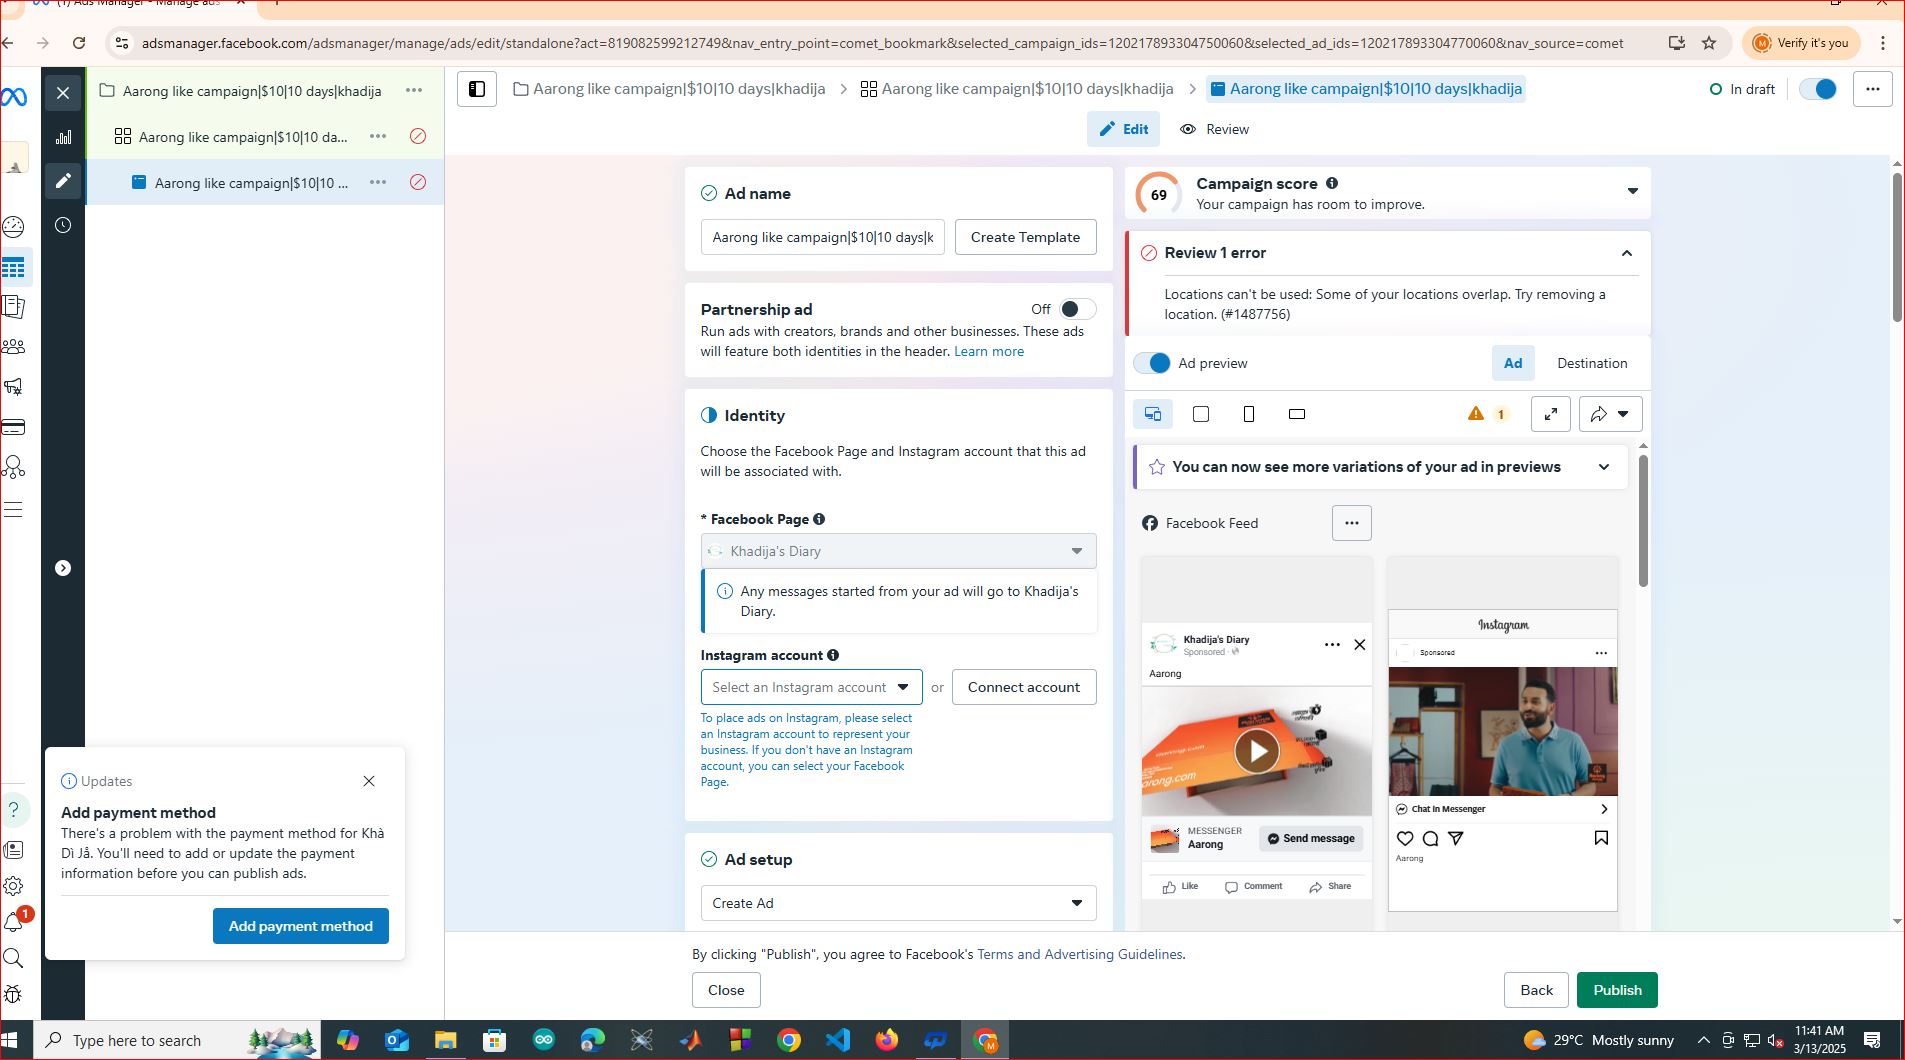 (1) Ads Manager - Manage ads
adsmanager.facebook.com/adsmanager/manage/ads/edit/standalone?act=819082599212749&nav_entry_point=comet_bookmark&selected_campaign_ids=120217893304750060&selected_ad_ids=120217893304770060&nav_source=comet
M
Verify it's you
Aarong like campaign|$10|10 days|khadija
Aarong like campaign|$10|10 da...
Aarong like campaign|$10|10 ...
Aarong like campaign|$10|10 days|khadija
Aarong like campaign|$10|10 days|khadija
Aarong like campaign|$10|10 days|khadija
In draft
Edit
Review
Ad name
Aarong like campaign|$10|10 days|k
Create Template
Partnership ad
Off
Run ads with creators, brands and other businesses. These ads
will feature both identities in the header. Learn more
Identity
Choose the Facebook Page and Instagram account that this ad
will be associated with.
* Facebook Page
Khadija's Diary
Any messages started from your ad will go to Khadija's
Diary.
Instagram account
Select an Instagram account
or
Connect account
To place ads on Instagram, please select
an Instagram account to represent your
business. If you don't have an Instagram
account, you can select your Facebook
Page.
Ad setup
Create Ad
69
Campaign score
Your campaign has room to improve.
Review 1 error
Locations can't be used: Some of your locations overlap. Try removing a
location. (#1487756)
Ad preview
Ad
Destination
1
You can now see more variations of your ad in previews
Facebook Feed
Khadija's Diary
Sponsored
Aarong
MESSENGER
Aarong
Send message
Like
Comment
Share
Instagram
Sponsored
Chat in Messenger
Aarong
Updates
Add payment method
There's a problem with the payment method for Khà
Dì Jå. You'll need to add or update the payment
information before you can publish ads.
Add payment method
1
By clicking "Publish", you agree to Facebook's Terms and Advertising Guidelines.
Close
Back
Publish
Type here to search
29°C Mostly sunny
11:41 AM
3/13/2025